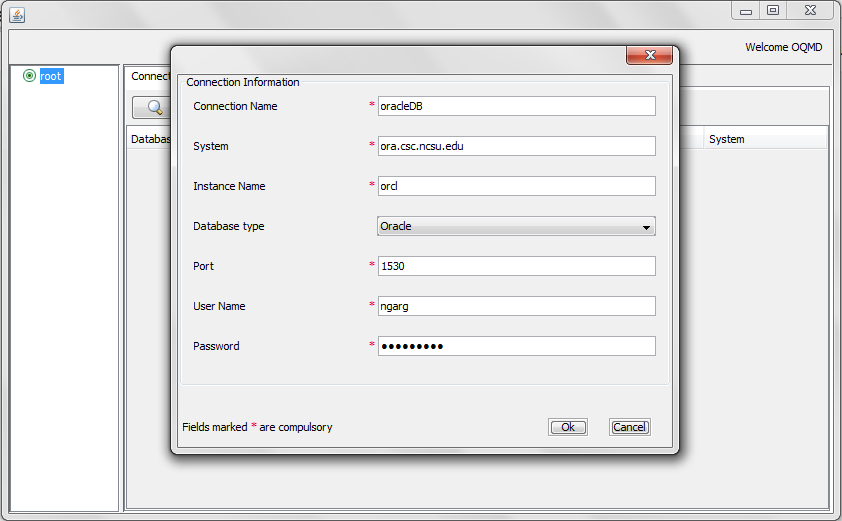 Welcome OQMD
root
Connect
Connection Information
Connection Name * oracleDB
System * ora.csc.ncsu.edu
Instance Name * orcl
Database type Oracle
Port * 1530
User Name * ngarg
Password * •••••••••
Fields marked * are compulsory
Ok
Cancel
Databas
System